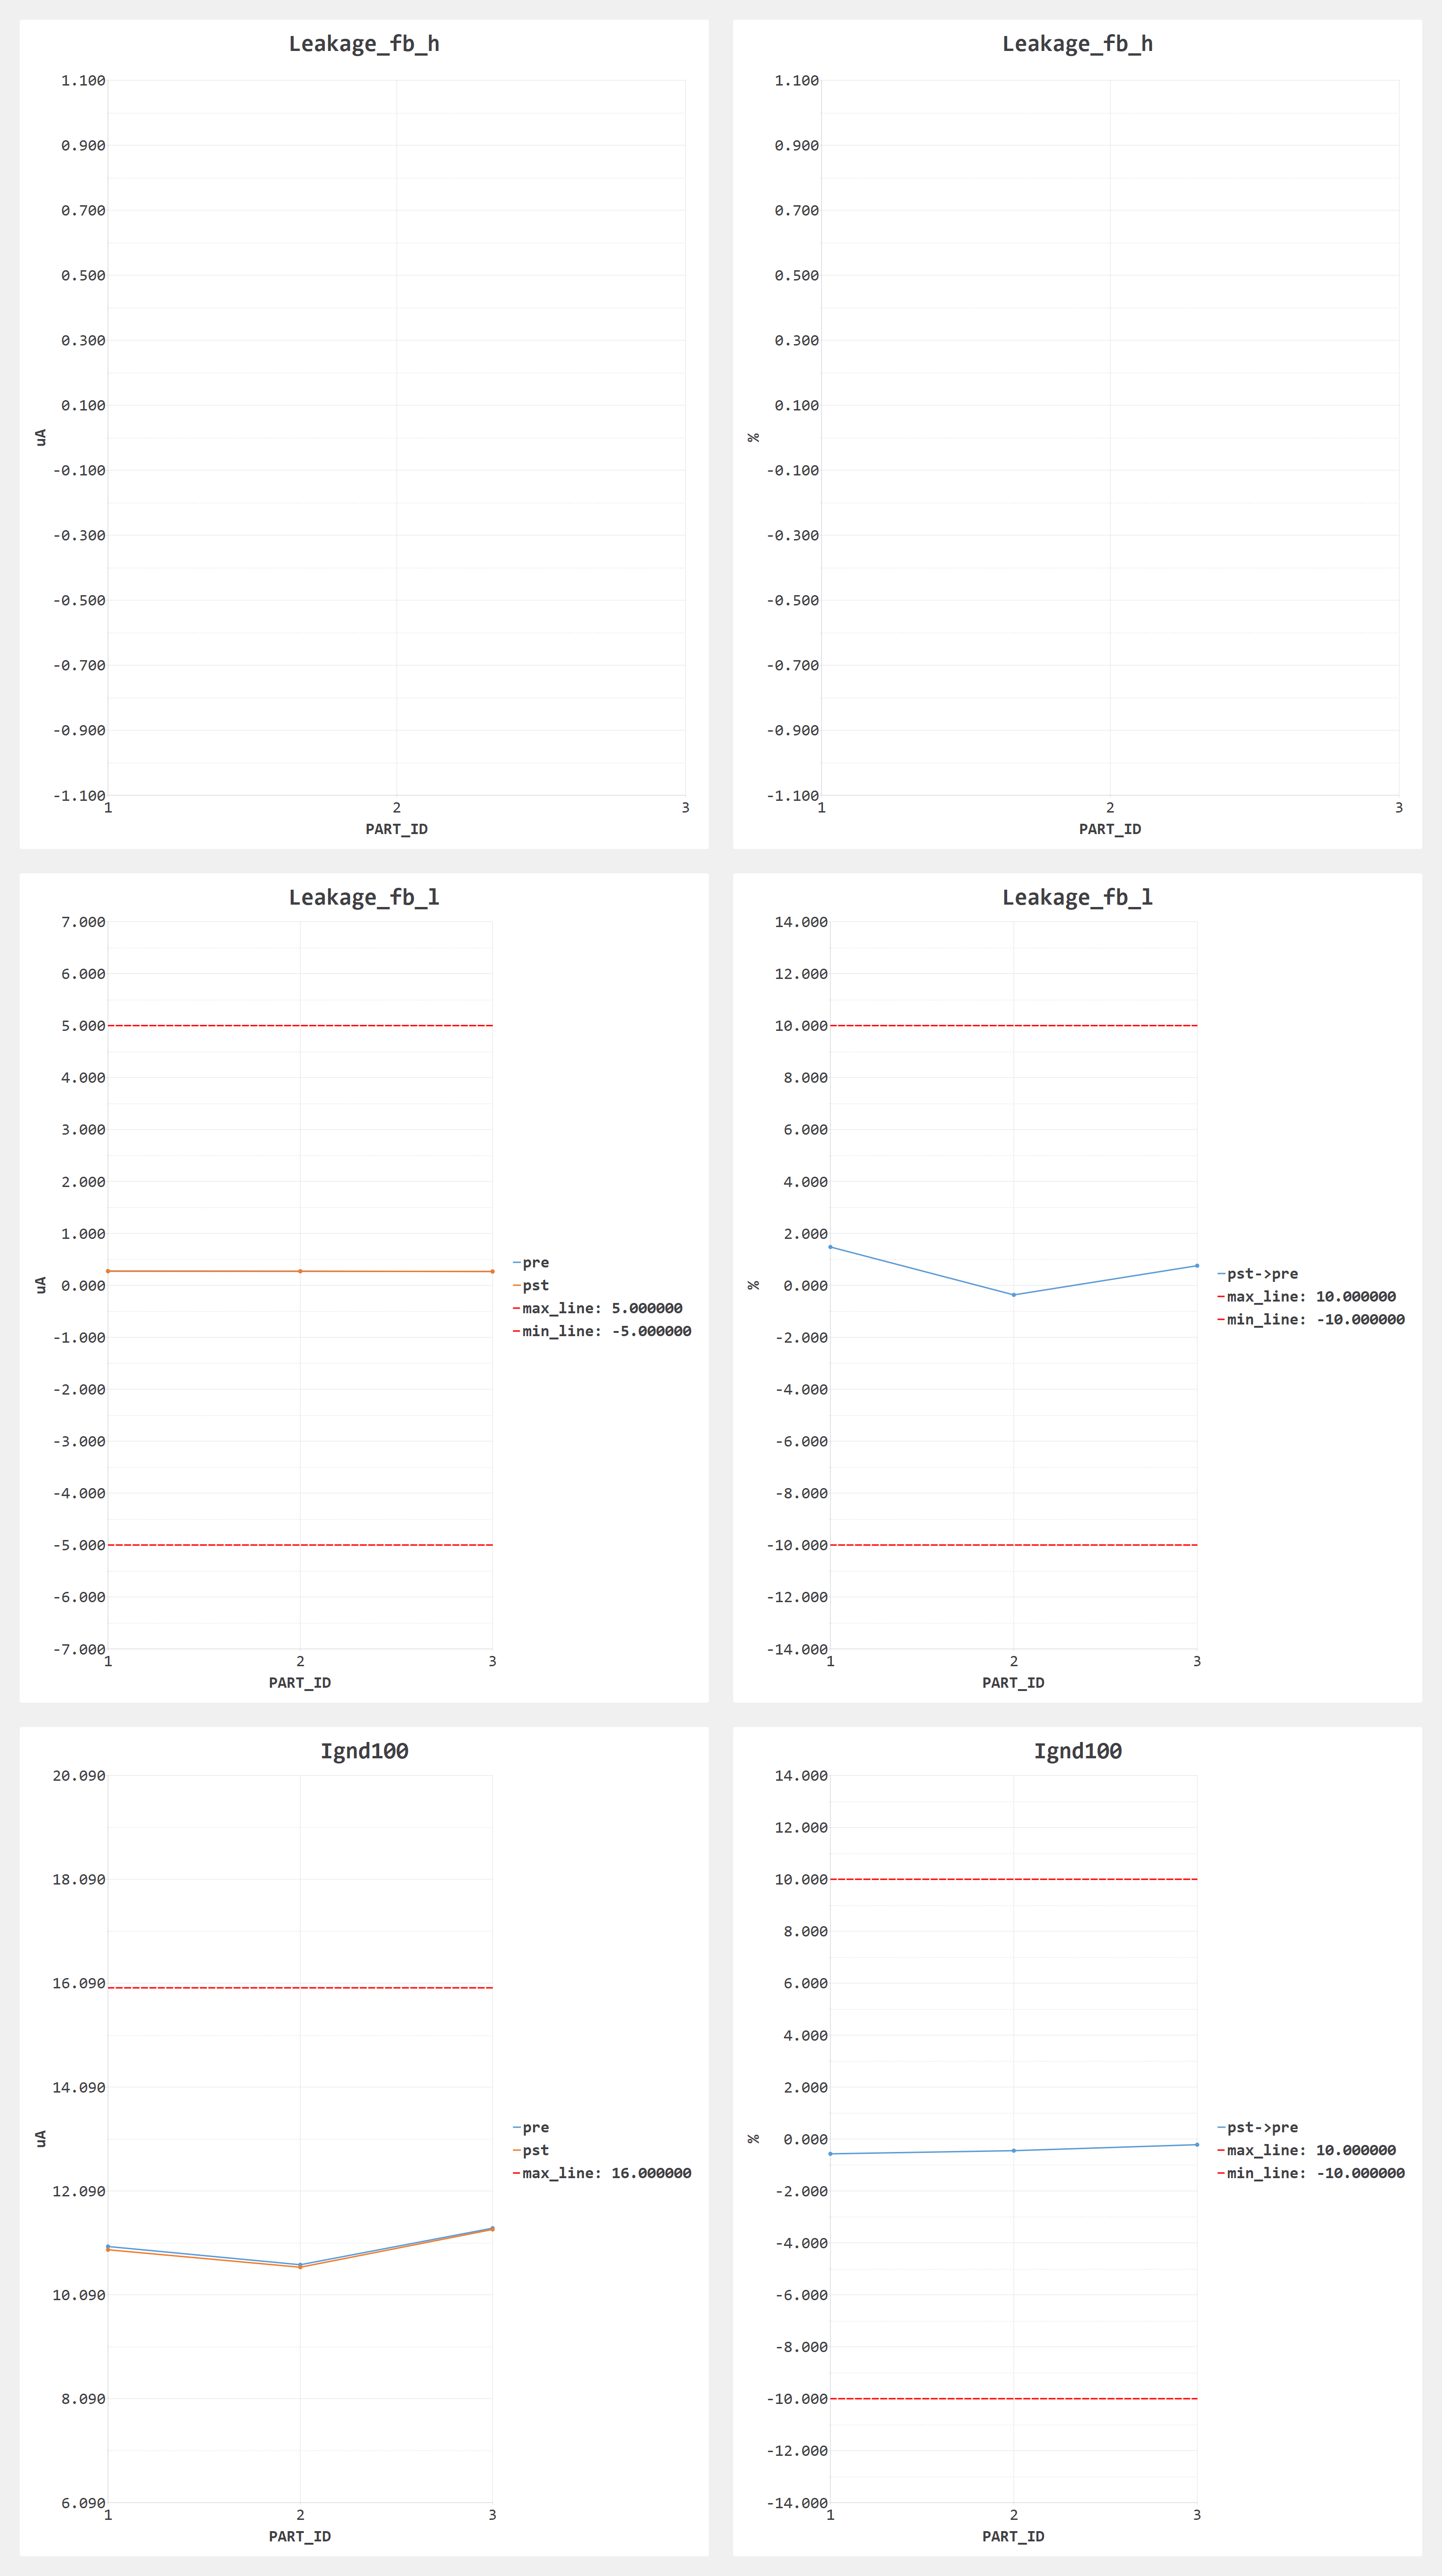 Leakage_fb_h
1.100
0.900
0.700
0.500
0.300
0.100
-0.100
-0.300
-0.500
-0.700
-0.900
-1.100
uA
1 2 3
PART_ID
Leakage_fb_h
1.100
0.900
0.700
0.500
0.300
0.100
-0.100
-0.300
-0.500
-0.700
-0.900
-1.100
%
1 2 3
PART_ID
Leakage_fb_l
7.000
6.000
5.000
4.000
3.000
2.000
1.000
0.000
-1.000
-2.000
-3.000
-4.000
-5.000
-6.000
-7.000
uA
1 2 3
PART_ID
pre
pst
max_line: 5.000000
min_line: -5.000000
Leakage_fb_l
14.000
12.000
10.000
8.000
6.000
4.000
2.000
0.000
-2.000
-4.000
-6.000
-8.000
-10.000
-12.000
-14.000
%
1 2 3
PART_ID
pst->pre
max_line: 10.000000
min_line: -10.000000
Ignd100
20.090
18.090
16.090
14.090
12.090
10.090
8.090
6.090
uA
1 2 3
PART_ID
pre
pst
max_line: 16.000000
Ignd100
14.000
12.000
10.000
8.000
6.000
4.000
2.000
0.000
-2.000
-4.000
-6.000
-8.000
-10.000
-12.000
-14.000
%
1 2 3
PART_ID
pst->pre
max_line: 10.000000
min_line: -10.000000